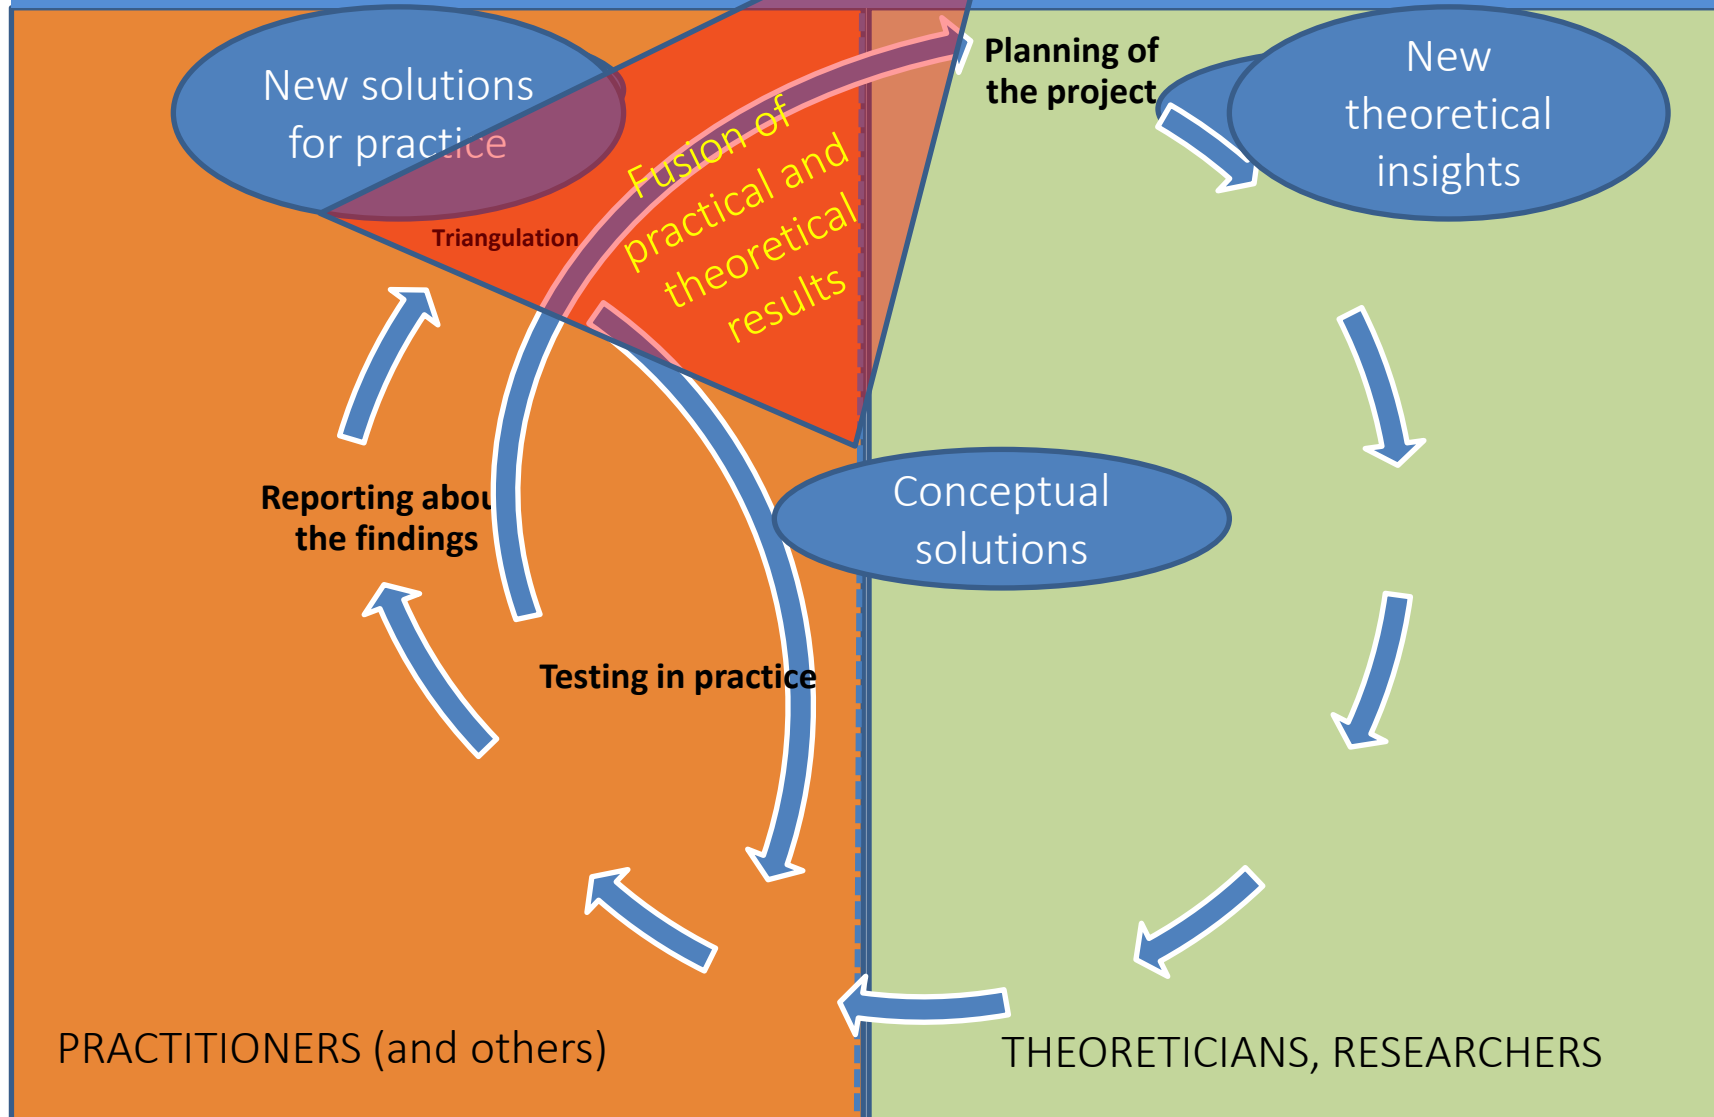 New solutions
for practice
Planning of
the project
New
theoretical
insights
Fusion of
practical and
theoretical
results
Triangulation
Reporting abou
the findings
Conceptual
solutions
Testing in practice
PRACTITIONERS (and others)
THEORETICIANS, RESEARCHERS